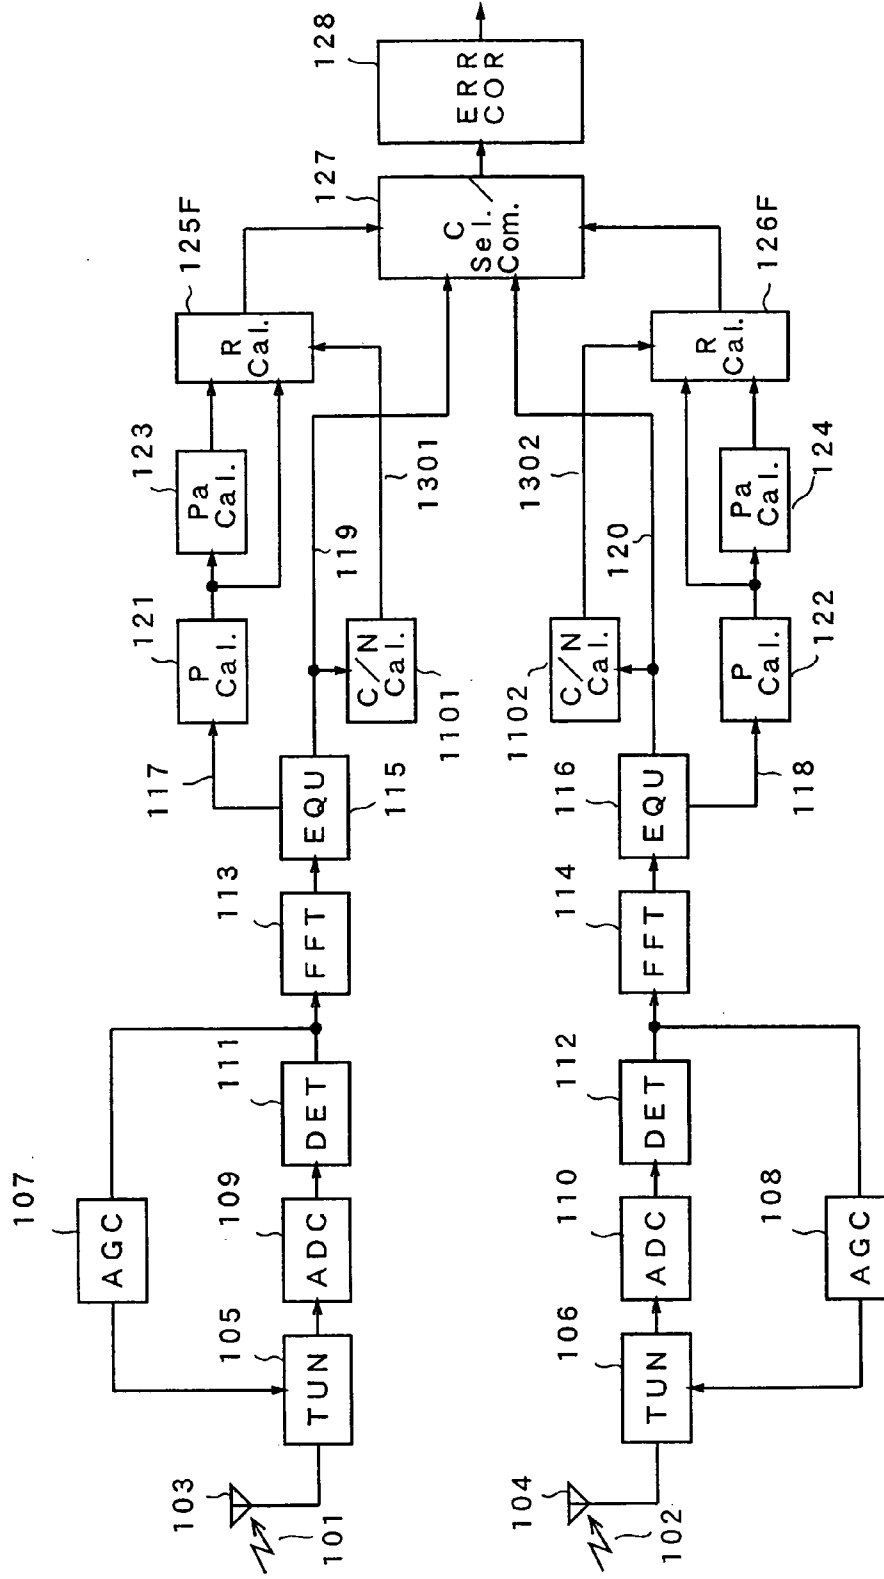 107
AGC
103
101
105
TUN
109
ADC
111
DET
113
FFT
115
EQU
117
121
P
Cal.
123
Pa
Cal.
125F
R
Cal.
119
1101
C/N
Cal.
1301
127
C
Sel./
Com.
128
ERR
COR
104
102
106
TUN
110
ADC
112
DET
114
FFT
116
EQU
1102
C/N
Cal.
1302
120
118
122
P
Cal.
124
Pa
Cal.
126F
R
Cal.
108
AGC